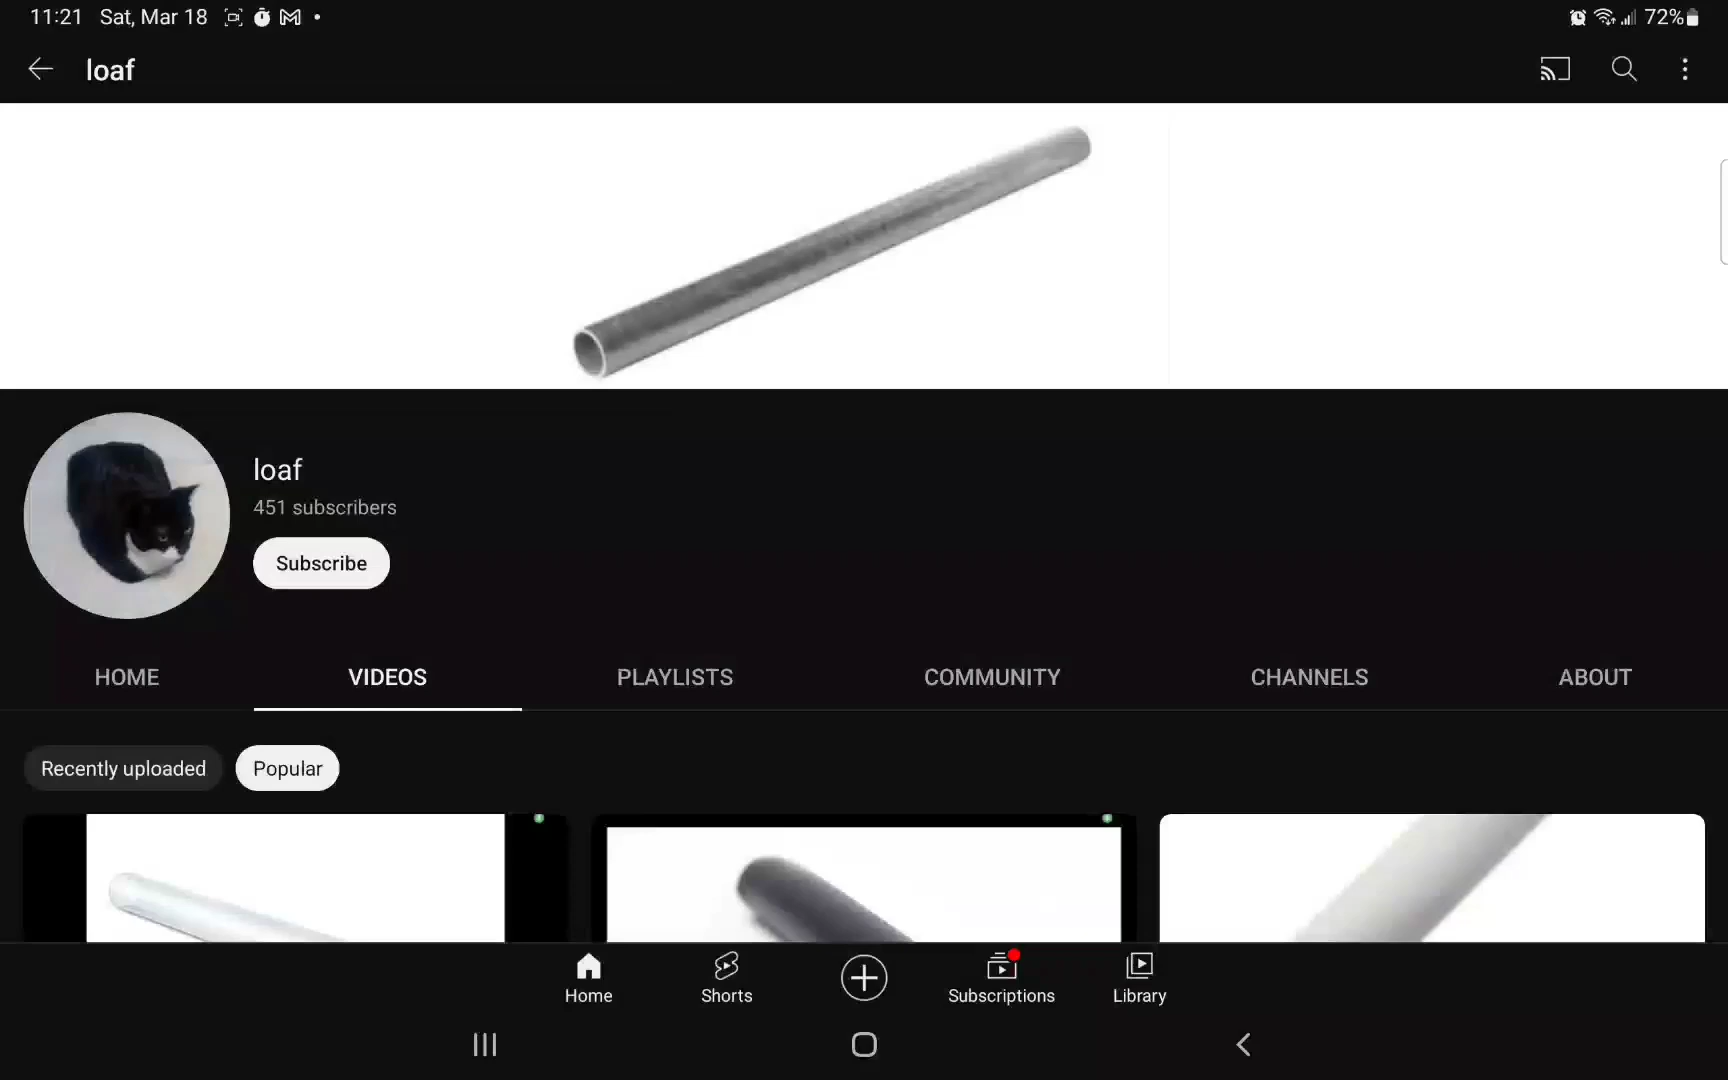 11:21 Sat, Mar 18 72%
loaf
loaf
451 subscribers
Subscribe
HOME VIDEOS PLAYLISTS COMMUNITY CHANNELS ABOUT
Recently uploaded Popular
Home Shorts Subscriptions Library